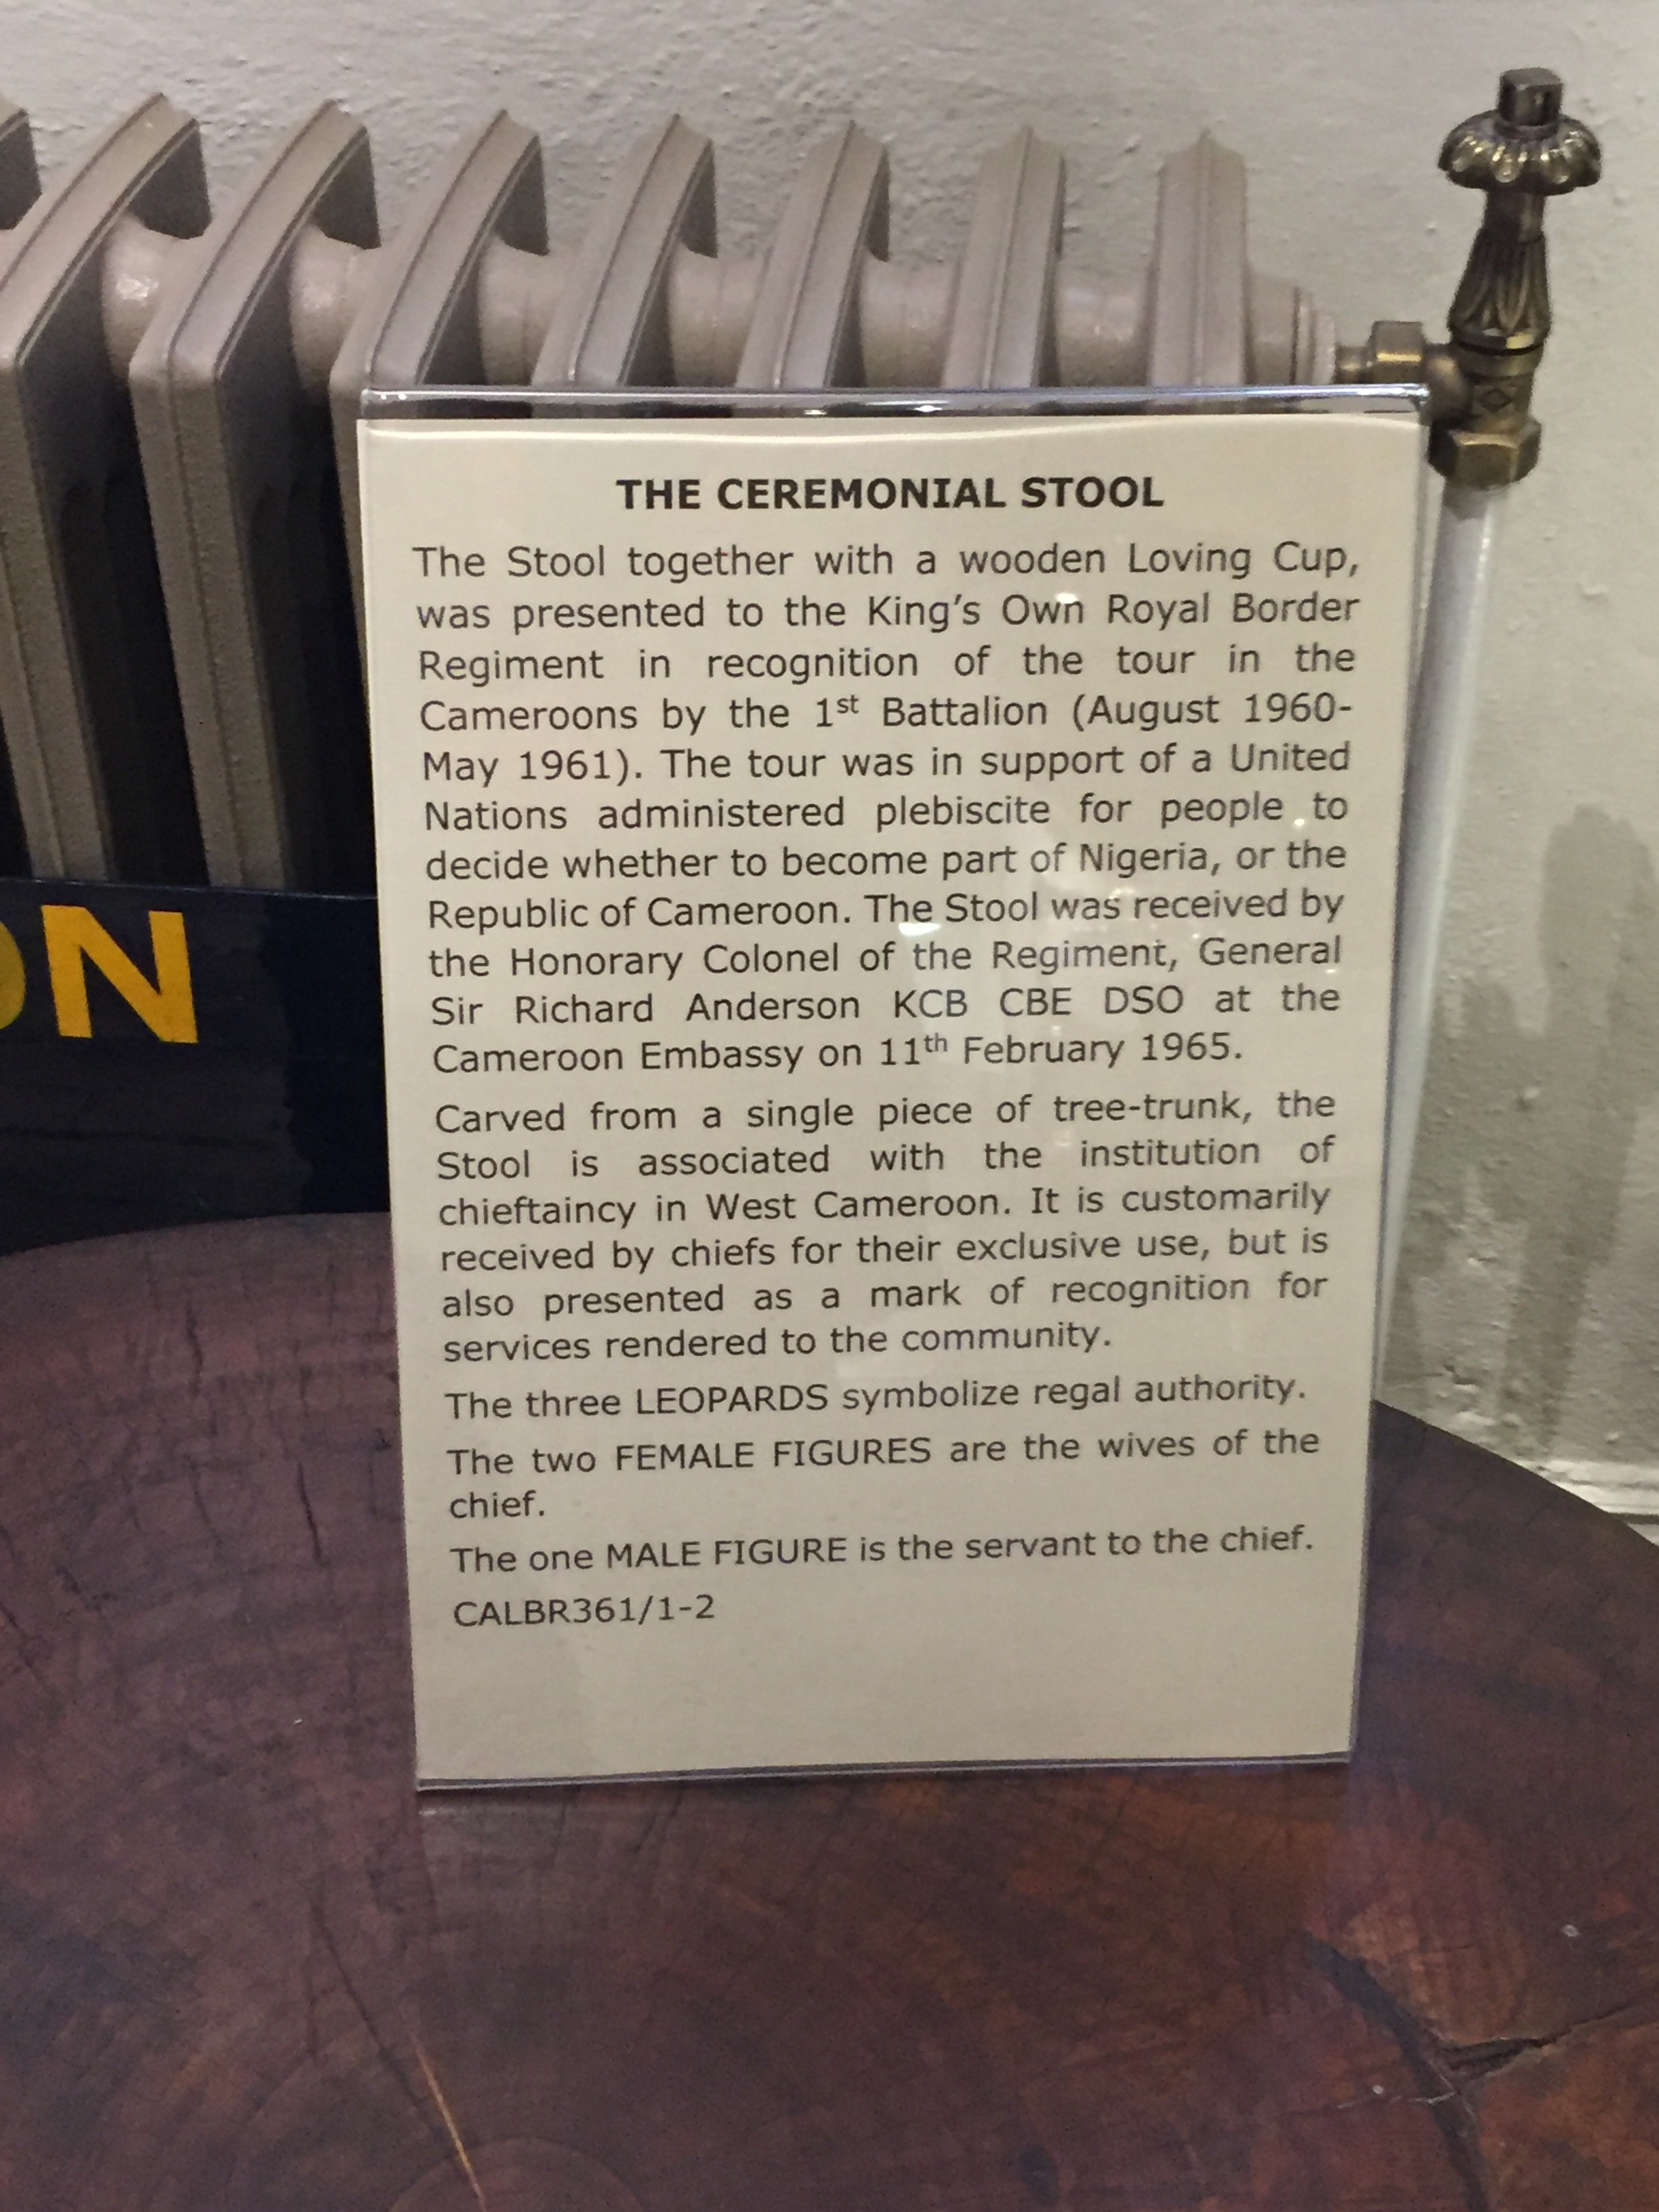 THE CEREMONIAL STOOL
The Stool together with a wooden Loving Cup,
was presented to the King's Own Royal Border
Regiment in recognition of the tour in the
Cameroons by the 1st Battalion (August 1960-
May 1961). The tour was in support of a United
Nations administered plebiscite for people to
decide whether to become part of Nigeria, or the
Republic of Cameroon. The Stool was received by
the Honorary Colonel of the Regiment, General
Sir Richard Anderson KCB CBE DSO at the
Cameroon Embassy on 11th February 1965.
Carved from a single piece of tree-trunk, the
Stool is associated with the institution of
chieftaincy in West Cameroon. It is customarily
received by chiefs for their exclusive use, but is
also presented as a mark of recognition for
services rendered to the community.
The three LEOPARDS symbolize regal authority.
The two FEMALE FIGURES are the wives of the
chief.
The one MALE FIGURE is the servant to the chief.
CALBR361/1-2
ON